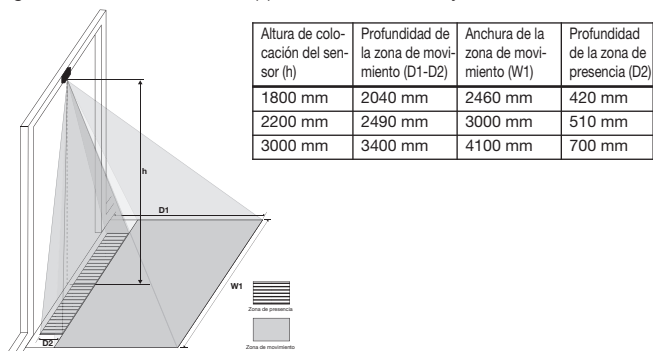 Altura de colo-
cación del sen-
sor (h)
Profundidad de
la zona de movi-
miento (D1-D2)
Anchura de la
zona de movi-
miento (W1)
Profundidad
de la zona de
presencia (D2)
1800 mm 2040 mm 2460 mm 420 mm
2200 mm 2490 mm 3000 mm 510 mm
3000 mm 3400 mm 4100 mm 700 mm
h
D1
W1
Zona de presencia
D2
Zona de movimiento